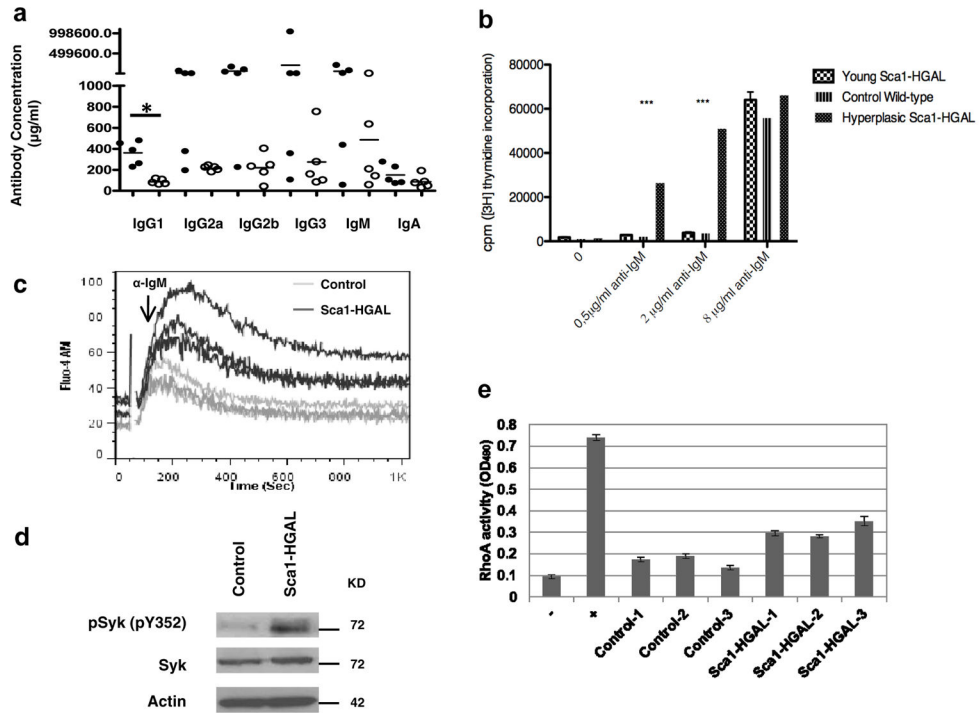 a
998600.0
499600.0
Antibody Concentration
(µg/ml)
1000
800
600
400
200
0
*
IgG1 IgG2a IgG2b IgG3 IgM IgA
b
cpm ([3H] thymidine incorporation)
80000
60000
40000
20000
0
***
***
Young Sca1-HGAL
Control Wild-type
Hyperplasic Sca1-HGAL
0
0,5µg/ml anti-IgM
2 µg/ml anti-IgM
8 µg/ml anti-IgM
c
α-IgM
Control
Sca1-HGAL
Fluo-4 AM
100
80
60
40
20
0
0 200 400 600 800 1K
Time (Sec)
d
Control
Sca1-HGAL
KD
pSyk (pY352)
72
Syk
72
Actin
42
e
RhoA activity (OD490)
0.8
0.7
0.6
0.5
0.4
0.3
0.2
0.1
0
-
+
Control-1
Control-2
Control-3
Sca1-HGAL-1
Sca1-HGAL-2
Sca1-HGAL-3